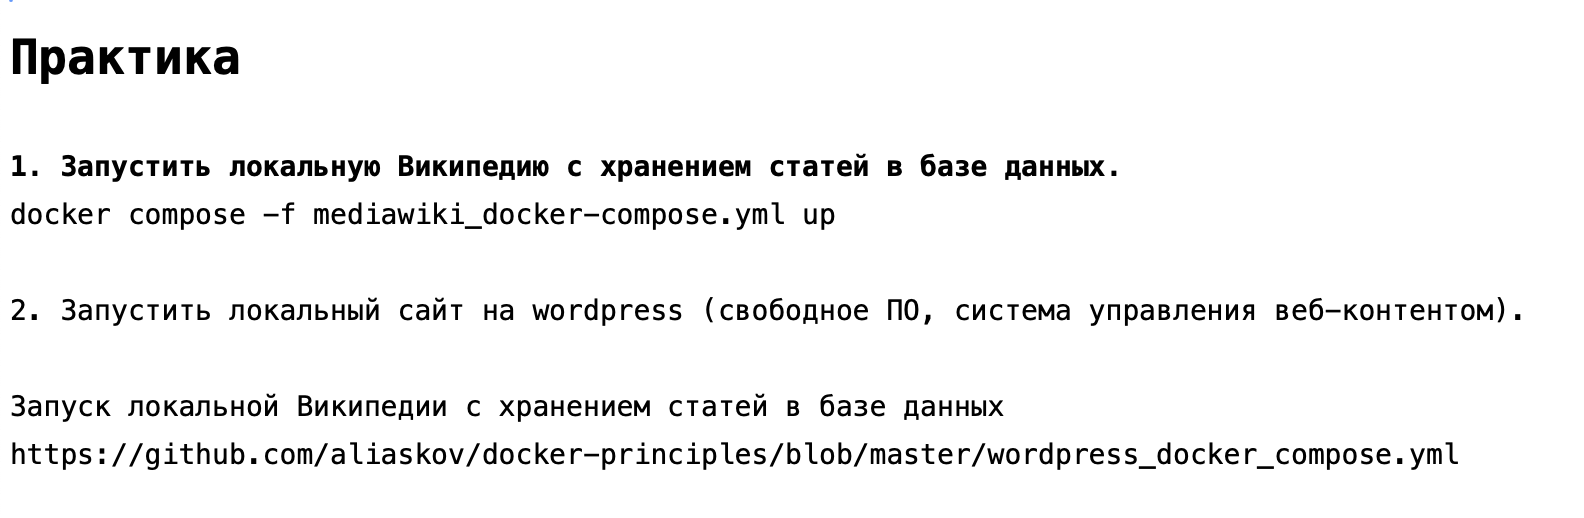 Практика
1. Запустить локальную Википедию с хранением статей в базе данных.
docker compose -f mediawiki_docker-compose.yml up
2. Запустить локальный сайт на wordpress (свободное ПО, система управления веб-контентом).
Запуск локальной Википедии с хранением статей в базе данных
https://github.com/aliaskov/docker-principles/blob/master/wordpress_docker_compose.yml